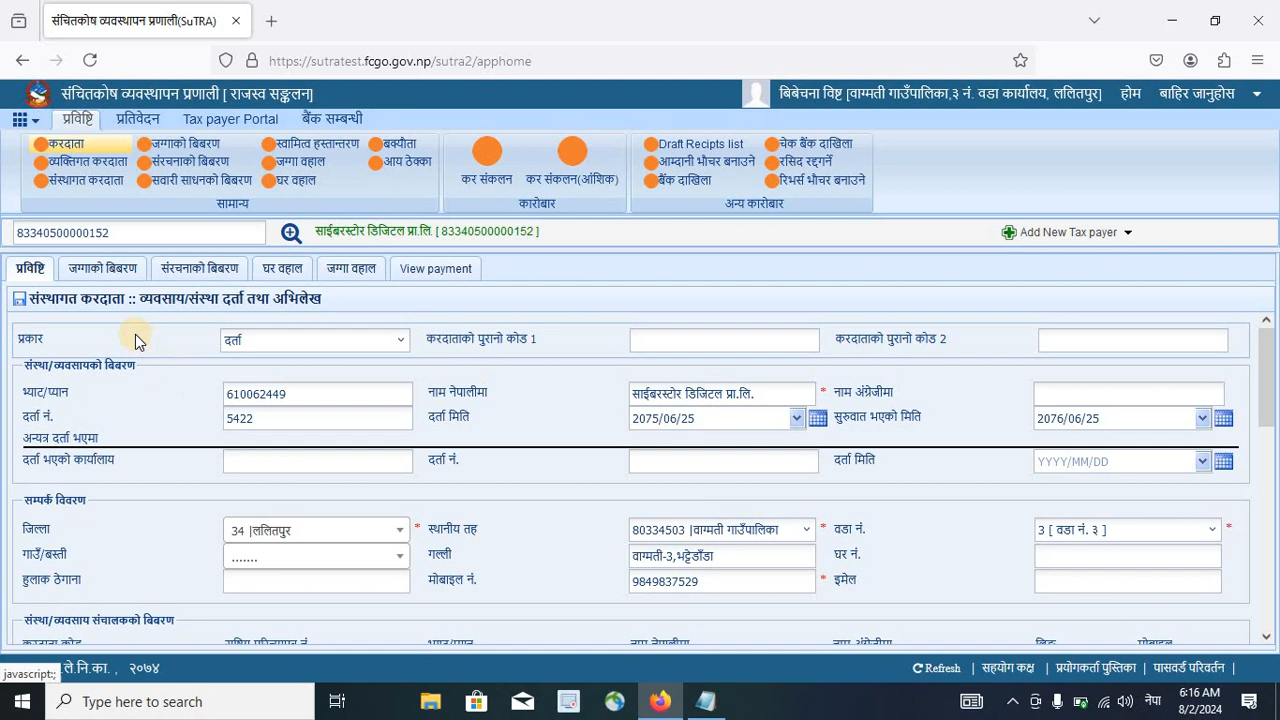 संचितकोष व्यवस्थापन प्रणाली(SuTRA)
https://sutratest.fcgo.gov.np/sutra2/apphome
संचितकोष व्यवस्थापन प्रणाली [ राजस्व सङ्कलन] बिबेचना विष्ट [वाग्मती गाउँपालिका,३ नं. वडा कार्यालय, ललितपुर] होम बाहिर जानुहोस
प्रविष्टि प्रतिवेदन Tax payer Portal बैंक सम्बन्धी
करदाता जग्गाको बिबरण स्वामित्व हस्तान्तरण बक्यौता Draft Recipts list चेक बैंक दाखिला
व्यक्तिगत करदाता संरचनाको बिबरण जग्गा वहाल आय ठेक्का आम्दानी भौचर बनाउने रसिद रद्दगर्ने
संस्थागत करदाता सवारी साधनको बिबरण घर वहाल कर संकलन कर संकलन(आंशिक) बैंक दाखिला रिभर्स भौचर बनाउने
सामान्य कारोबार अन्य कारोबार
83340500000152 साईबरस्टोर डिजिटल प्रा.लि. [ 83340500000152 ] Add New Tax payer
प्रविष्टि जग्गाको बिबरण संरचनाको बिबरण घर वहाल जग्गा वहाल View payment
संस्थागत करदाता :: व्यवसाय/संस्था दर्ता तथा अभिलेख
प्रकार दर्ता करदाताको पुरानो कोड 1 करदाताको पुरानो कोड 2
संस्था/व्यवसायको बिबरण
भ्याट/प्यान 610062449 नाम नेपालीमा साईबरस्टोर डिजिटल प्रा.लि. * नाम अंग्रेजीमा
दर्ता नं. 5422 दर्ता मिति 2075/06/25 सुरुवात भएको मिति 2076/06/25
अन्यत्र दर्ता भएमा
दर्ता भएको कार्यालाय दर्ता नं. दर्ता मिति YYYY/MM/DD
सम्पर्क विवरण
जिल्ला 34 |ललितपुर * स्थानीय तह 80334503 |वाग्मती गाउँपालिका * वडा नं. 3 [ वडा नं. ३ ] *
गाउँ/बस्ती ....... गल्ली वाग्मती-3,भट्टेडाँडा घर नं.
हुलाक ठेगाना मोबाइल नं. 9849837529 * इमेल
संस्था/व्यवसाय संचालकको बिबरण
करदाता कोड राष्ट्रिय परिचयपत्र नं. भ्याट/प्यान नाम नेपालीमा नाम अंग्रेजीमा लिङ्ग मोबाइल
javascript:; म.ले.नि.का. , २०७४ Refresh | सहयोग कक्ष | प्रयोगकर्ता पुस्तिका | पासवर्ड परिवर्तन |
Type here to search नेपा 6:16 AM
8/2/2024